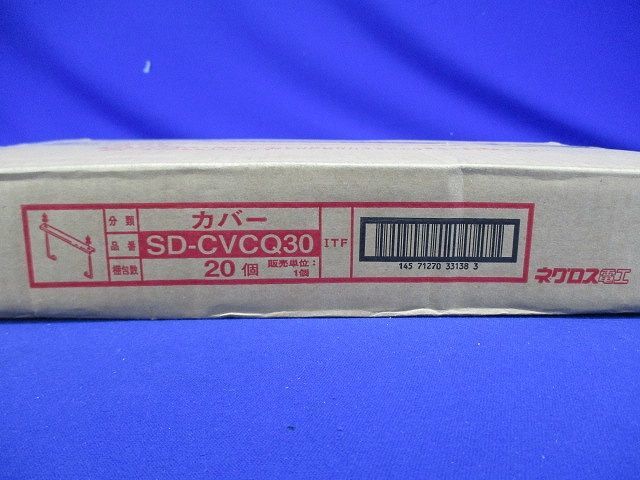 分類 カバー
品番 SD-CVCQ30
梱包数 20個 販売単位：1個
ITF
145 71270 33138 3
ネグロス電工